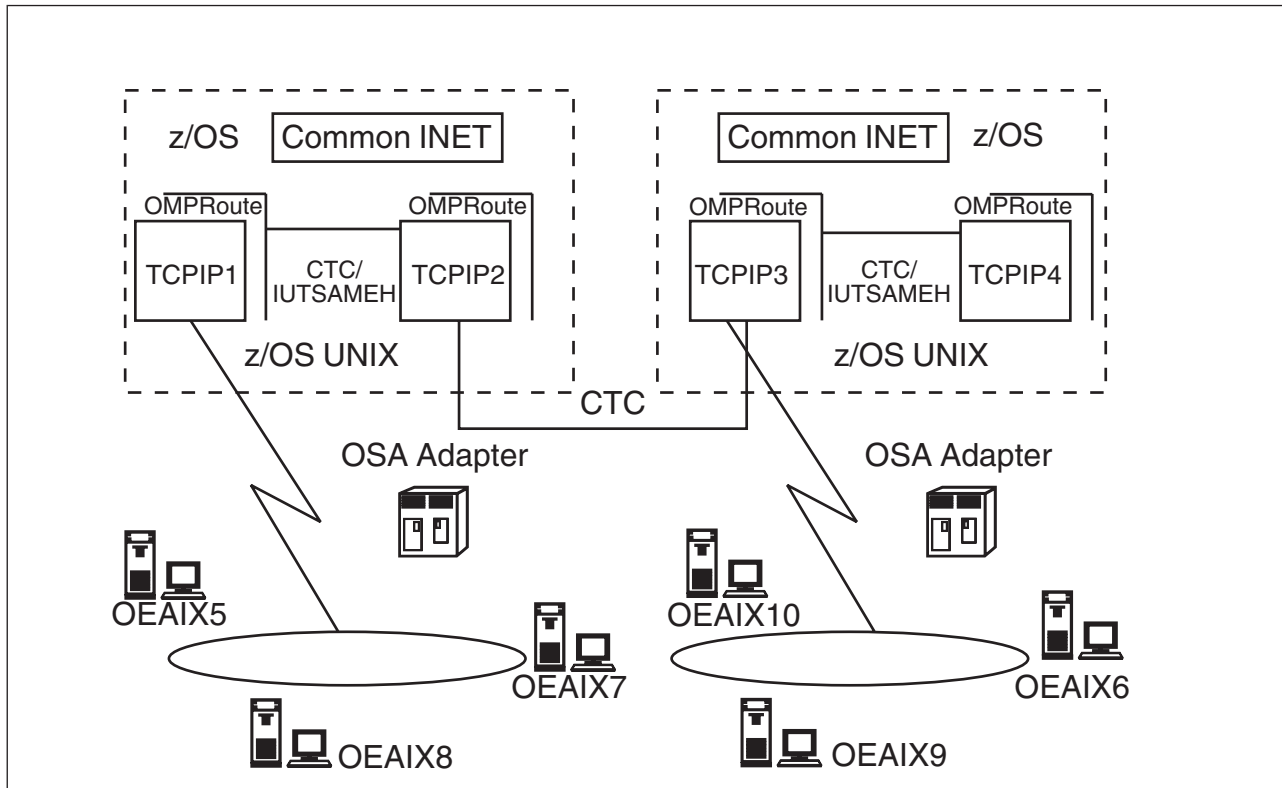 z/OS Common INET
Common INET z/OS
OMPRoute
OMPRoute
OMPRoute
OMPRoute
TCPIP1
CTC/
IUTSAMEH
TCPIP2
TCPIP3
CTC/
IUTSAMEH
TCPIP4
z/OS UNIX
z/OS UNIX
CTC
OSA Adapter
OSA Adapter
OEAIX5
OEAIX10
OEAIX7
OEAIX6
OEAIX8
OEAIX9